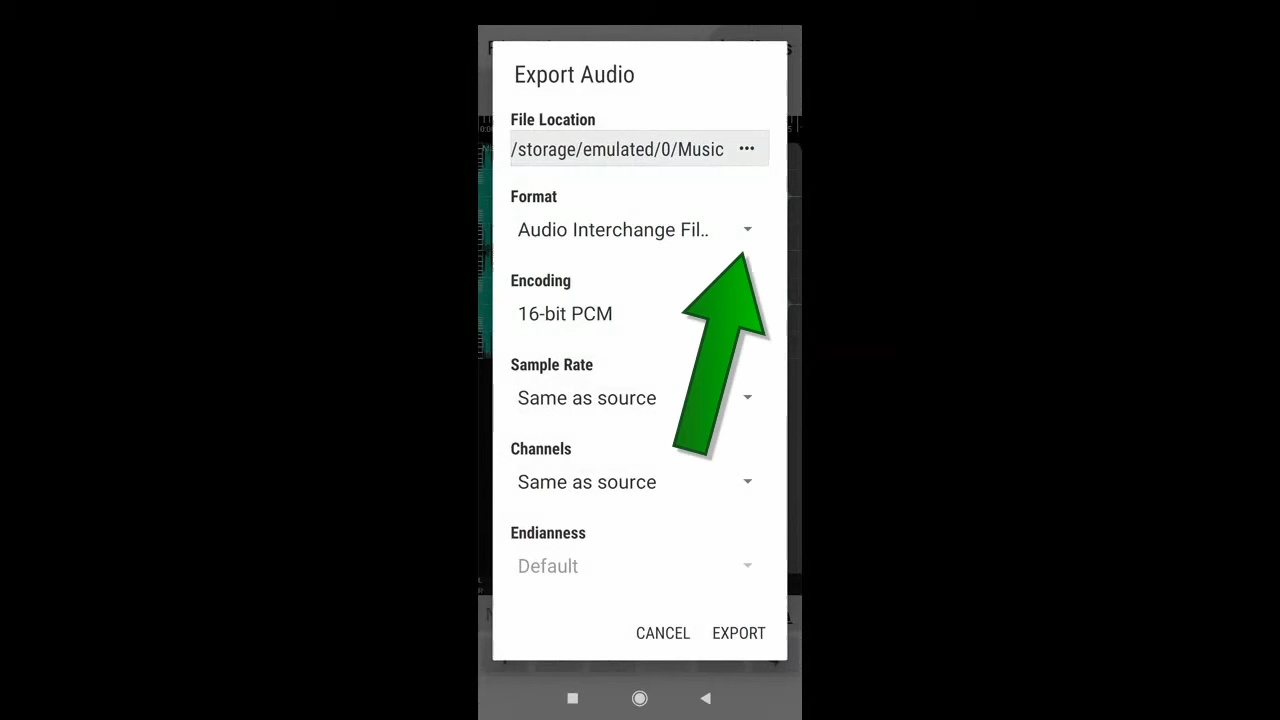 Export Audio
File Location
/storage/emulated/0/Music
Format
Audio Interchange Fil..
Encoding
16-bit PCM
Sample Rate
Same as source
Channels
Same as source
Endianness
Default
CANCEL EXPORT